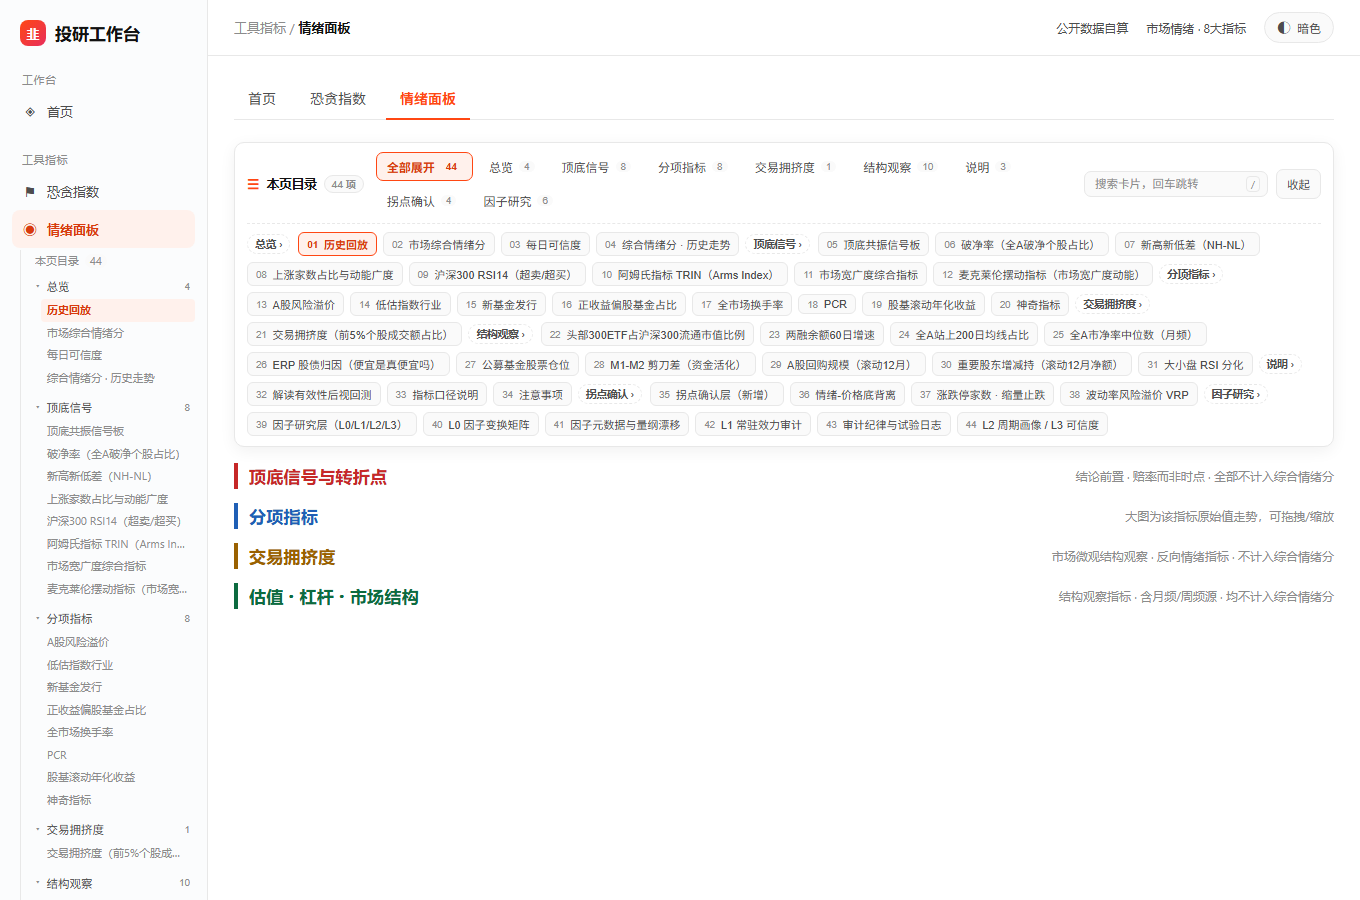 投研工作台
工作台
首页
工具指标
恐贪指数
情绪面板
本页目录 44
总览 4
历史回放
市场综合情绪分
每日可信度
综合情绪分 · 历史走势
顶底信号 8
顶底共振信号板
破净率（全A破净个股占比）
新高新低差（NH-NL）
上涨家数占比与动能广度
沪深300 RSI14（超卖/超买）
阿姆氏指标 TRIN（Arms In...
市场宽广度综合指标
麦克莱伦摆动指标（市场宽...
分项指标 8
A股风险溢价
低估指数行业
新基金发行
正收益偏股基金占比
全市场换手率
PCR
股基滚动年化收益
神奇指标
交易拥挤度 1
交易拥挤度（前5%个股成...
结构观察 10
工具指标 / 情绪面板
公开数据自算 市场情绪 · 8大指标 暗色
首页 恐贪指数 情绪面板
本页目录 44 项
全部展开 44 总览 4 顶底信号 8 分项指标 8 交易拥挤度 1 结构观察 10 说明 3
拐点确认 4 因子研究 6
搜索卡片，回车跳转 / 收起
总览 › 01 历史回放 02 市场综合情绪分 03 每日可信度 04 综合情绪分 · 历史走势 顶底信号 › 05 顶底共振信号板 06 破净率（全A破净个股占比） 07 新高新低差（NH-NL）
08 上涨家数占比与动能广度 09 沪深300 RSI14（超卖/超买） 10 阿姆氏指标 TRIN（Arms Index） 11 市场宽广度综合指标 12 麦克莱伦摆动指标（市场宽广度动能） 分项指标 ›
13 A股风险溢价 14 低估指数行业 15 新基金发行 16 正收益偏股基金占比 17 全市场换手率 18 PCR 19 股基滚动年化收益 20 神奇指标 交易拥挤度 ›
21 交易拥挤度（前5%个股成交额占比） 结构观察 › 22 头部300ETF占沪深300流通市值比例 23 两融余额60日增速 24 全A站上200日均线占比 25 全A市净率中位数（月频）
26 ERP 股债归因（便宜是真便宜吗） 27 公募基金股票仓位 28 M1-M2 剪刀差（资金活化） 29 A股回购规模（滚动12月） 30 重要股东增减持（滚动12月净额） 31 大小盘 RSI 分化 说明 ›
32 解读有效性后视回测 33 指标口径说明 34 注意事项 拐点确认 › 35 拐点确认层（新增） 36 情绪-价格底背离 37 涨跌停家数 · 缩量止跌 38 波动率风险溢价 VRP 因子研究 ›
39 因子研究层（L0/L1/L2/L3） 40 L0 因子变换矩阵 41 因子元数据与量纲漂移 42 L1 常驻效力审计 43 审计纪律与试验日志 44 L2 周期画像 / L3 可信度
顶底信号与转折点 结论前置 · 赔率而非时点 · 全部不计入综合情绪分
分项指标 大图为该指标原始值走势，可拖拽/缩放
交易拥挤度 市场微观结构观察 · 反向情绪指标 · 不计入综合情绪分
估值 · 杠杆 · 市场结构 结构观察指标 · 含月频/周频源 · 均不计入综合情绪分